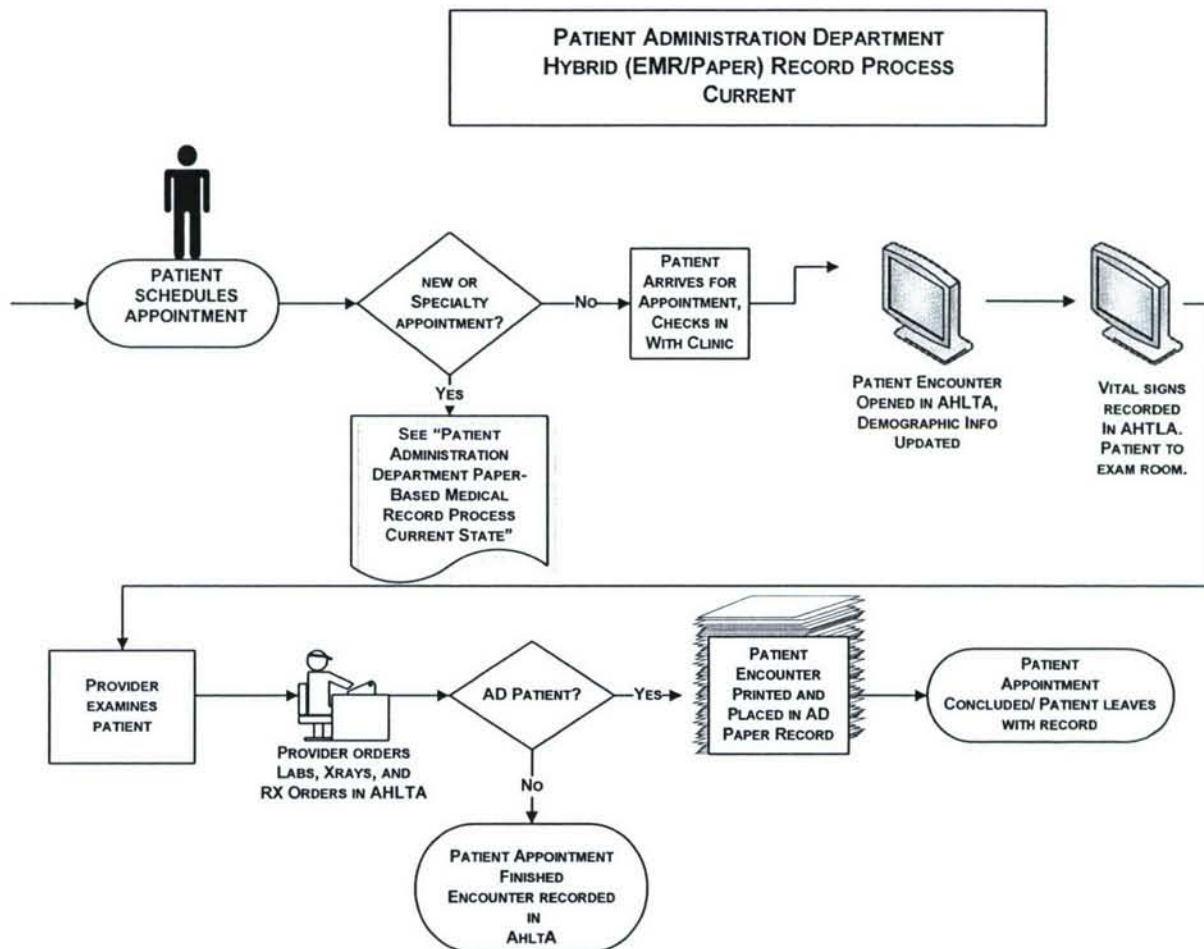 PATIENT ADMINISTRATION DEPARTMENT
HYBRID (EMR/PAPER) RECORD PROCESS
CURRENT
PATIENT
SCHEDULES
APPOINTMENT
NEW OR
SPECIALTY
APPOINTMENT?
NO
PATIENT
ARRIVES FOR
APPOINTMENT,
CHECKS IN
WITH CLINIC
PATIENT ENCOUNTER
OPENED IN AHLTA,
DEMOGRAPHIC INFO
UPDATED
VITAL SIGNS
RECORDED
IN AHTLA.
PATIENT TO
EXAM ROOM.
YES
SEE “PATIENT
ADMINISTRATION
DEPARTMENT PAPER-
BASED MEDICAL
RECORD PROCESS
CURRENT STATE”
PROVIDER
EXAMINES
PATIENT
PROVIDER ORDERS
LABS, XRAYS, AND
RX ORDERS IN AHLTA
AD PATIENT?
YES
PATIENT
ENCOUNTER
PRINTED AND
PLACED IN AD
PAPER RECORD
PATIENT
APPOINTMENT
CONCLUDED/ PATIENT LEAVES
WITH RECORD
NO
PATIENT APPOINTMENT
FINISHED
ENCOUNTER RECORDED
IN
AHLTA